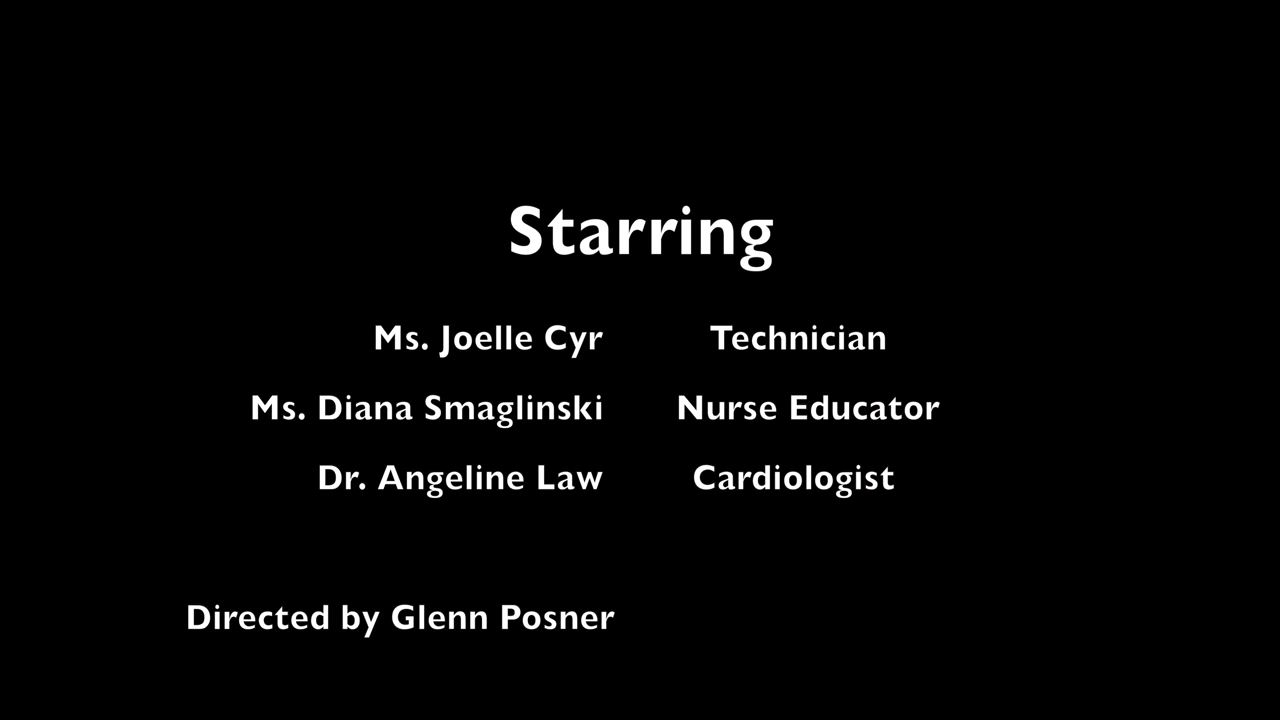 Starring
Ms. Joelle Cyr Technician
Ms. Diana Smaglinski Nurse Educator
Dr. Angeline Law Cardiologist
Directed by Glenn Posner